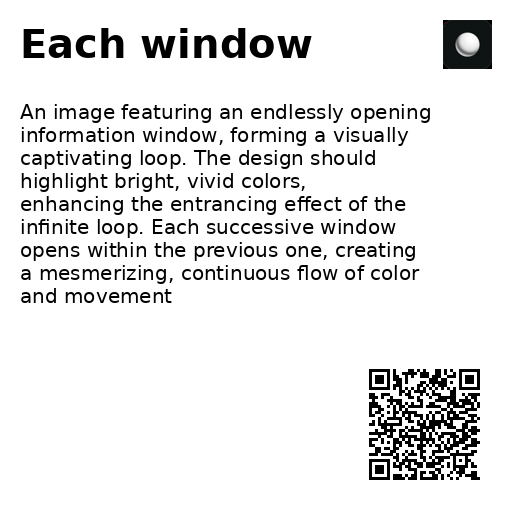 Each window
An image featuring an endlessly opening
information window, forming a visually
captivating loop. The design should
highlight bright, vivid colors,
enhancing the entrancing effect of the
infinite loop. Each successive window
opens within the previous one, creating
a mesmerizing, continuous flow of color
and movement